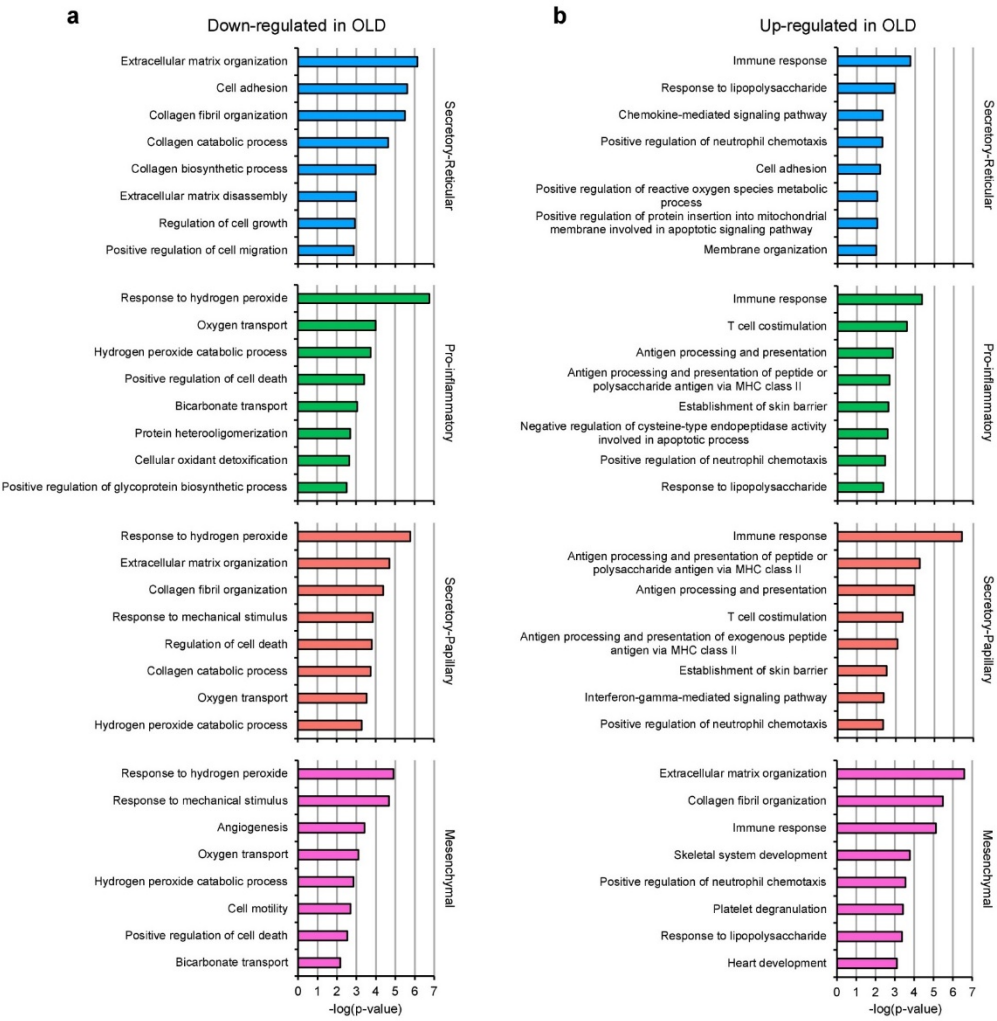 a
Down-regulated in OLD
Extracellular matrix organization
Cell adhesion
Collagen fibril organization
Collagen catabolic process
Collagen biosynthetic process
Extracellular matrix disassembly
Regulation of cell growth
Positive regulation of cell migration
Secretory-Reticular
Response to hydrogen peroxide
Oxygen transport
Hydrogen peroxide catabolic process
Positive regulation of cell death
Bicarbonate transport
Protein heterooligomerization
Cellular oxidant detoxification
Positive regulation of glycoprotein biosynthetic process
Pro-inflammatory
Response to hydrogen peroxide
Extracellular matrix organization
Collagen fibril organization
Response to mechanical stimulus
Regulation of cell death
Collagen catabolic process
Oxygen transport
Hydrogen peroxide catabolic process
Secretory-Papillary
Response to hydrogen peroxide
Response to mechanical stimulus
Angiogenesis
Oxygen transport
Hydrogen peroxide catabolic process
Cell motility
Positive regulation of cell death
Bicarbonate transport
Mesenchymal
0 1 2 3 4 5 6 7
-log(p-value)
b
Up-regulated in OLD
Immune response
Response to lipopolysaccharide
Chemokine-mediated signaling pathway
Positive regulation of neutrophil chemotaxis
Cell adhesion
Positive regulation of reactive oxygen species metabolic
process
Positive regulation of protein insertion into mitochondrial
membrane involved in apoptotic signaling pathway
Membrane organization
Secretory-Reticular
Immune response
T cell costimulation
Antigen processing and presentation
Antigen processing and presentation of peptide or
polysaccharide antigen via MHC class II
Establishment of skin barrier
Negative regulation of cysteine-type endopeptidase activity
involved in apoptotic process
Positive regulation of neutrophil chemotaxis
Response to lipopolysaccharide
Pro-inflammatory
Immune response
Antigen processing and presentation of peptide or
polysaccharide antigen via MHC class II
Antigen processing and presentation
T cell costimulation
Antigen processing and presentation of exogenous peptide
antigen via MHC class II
Establishment of skin barrier
Interferon-gamma-mediated signaling pathway
Positive regulation of neutrophil chemotaxis
Secretory-Papillary
Extracellular matrix organization
Collagen fibril organization
Immune response
Skeletal system development
Positive regulation of neutrophil chemotaxis
Platelet degranulation
Response to lipopolysaccharide
Heart development
Mesenchymal
0 1 2 3 4 5 6 7
-log(p-value)